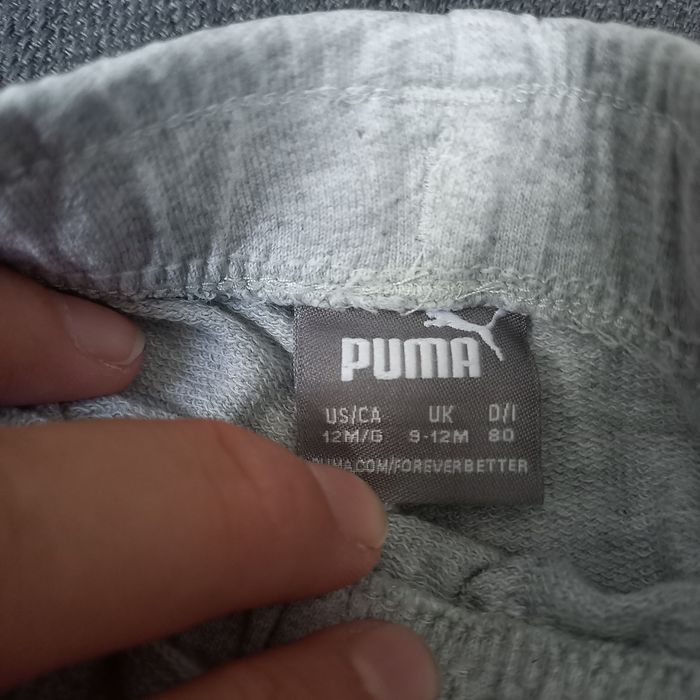 PUMA
US/CA UK D/I
12M/G 9-12M 80
PUMA.COM/FOREVERBETTER